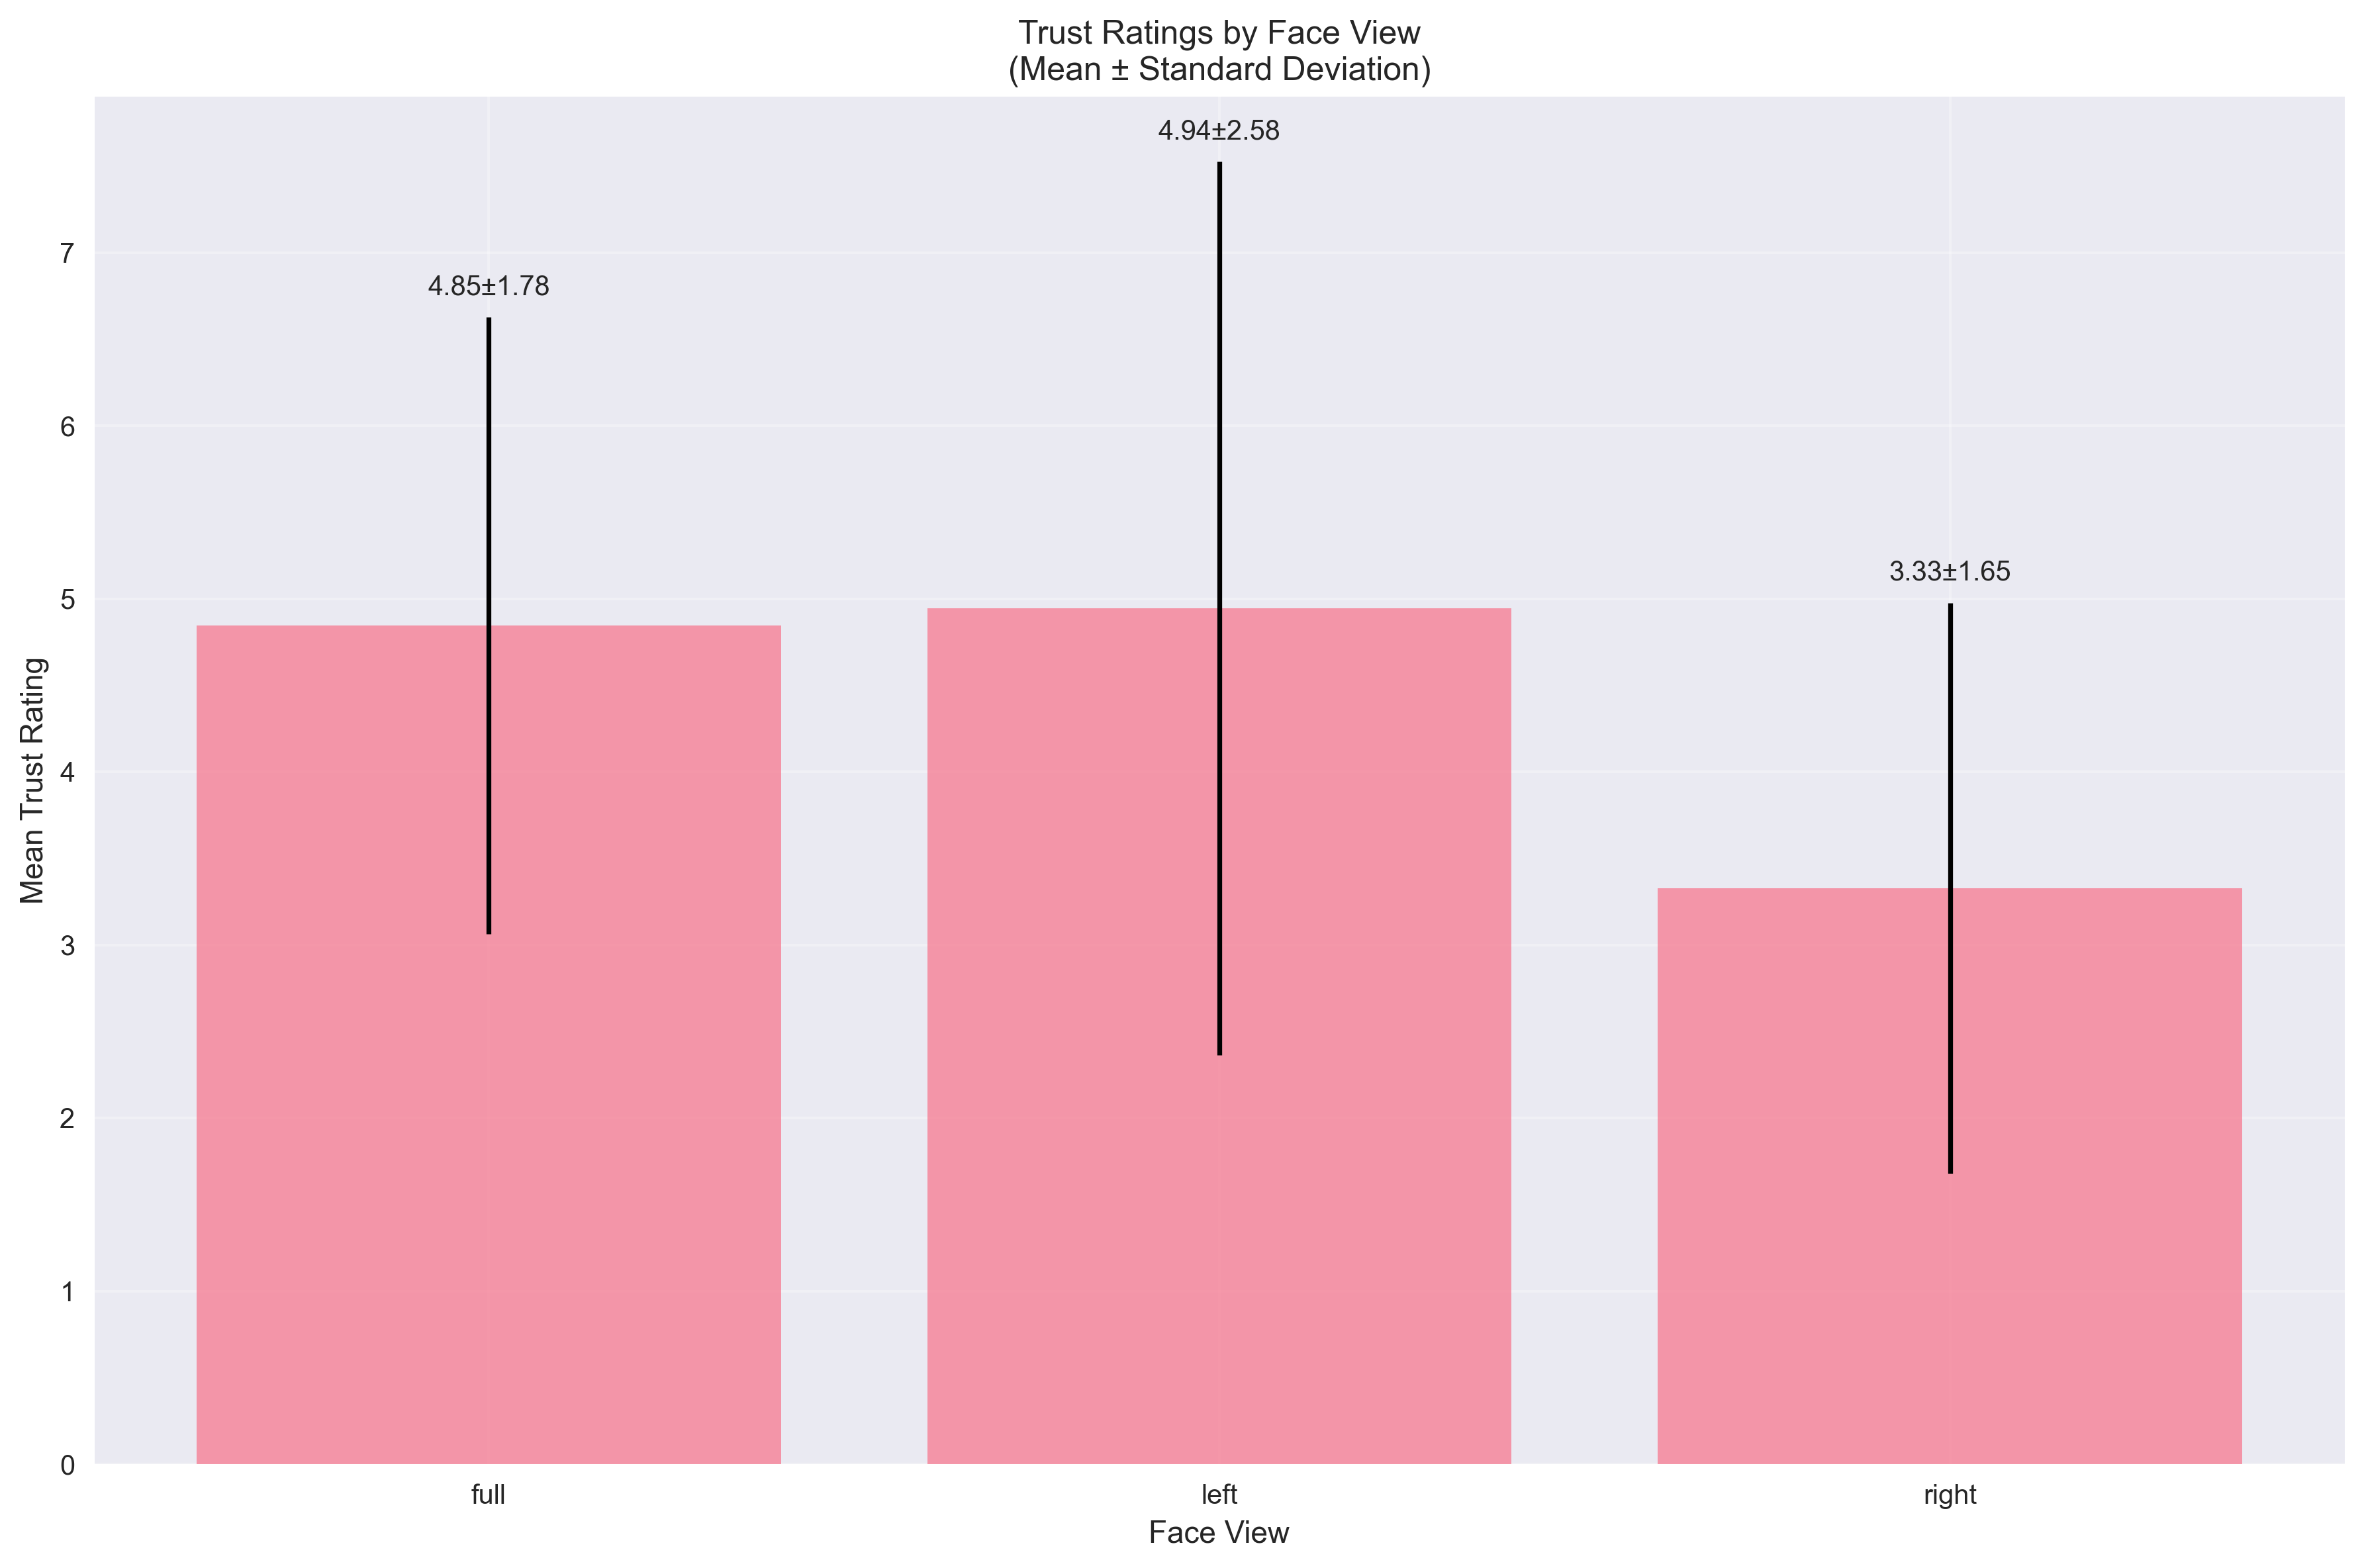 Trust Ratings by Face View
(Mean ± Standard Deviation)
4.94±2.58
4.85±1.78
3.33±1.65
Mean Trust Rating
7
6
5
4
3
2
1
0
full
left
right
Face View